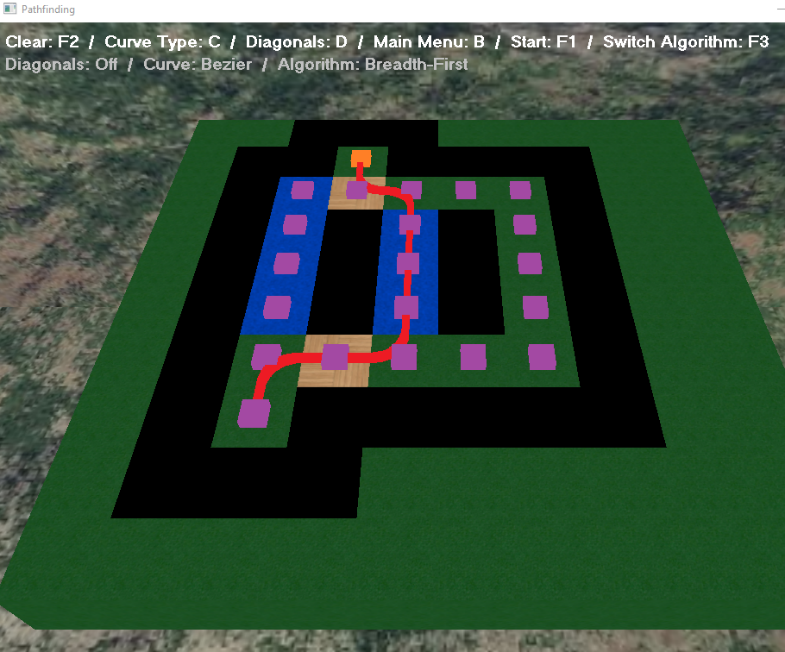 Pathfinding
Clear: F2 / Curve Type: C / Diagonals: D / Main Menu: B / Start: F1 / Switch Algorithm: F3
Diagonals: Off / Curve: Bezier / Algorithm: Breadth-First